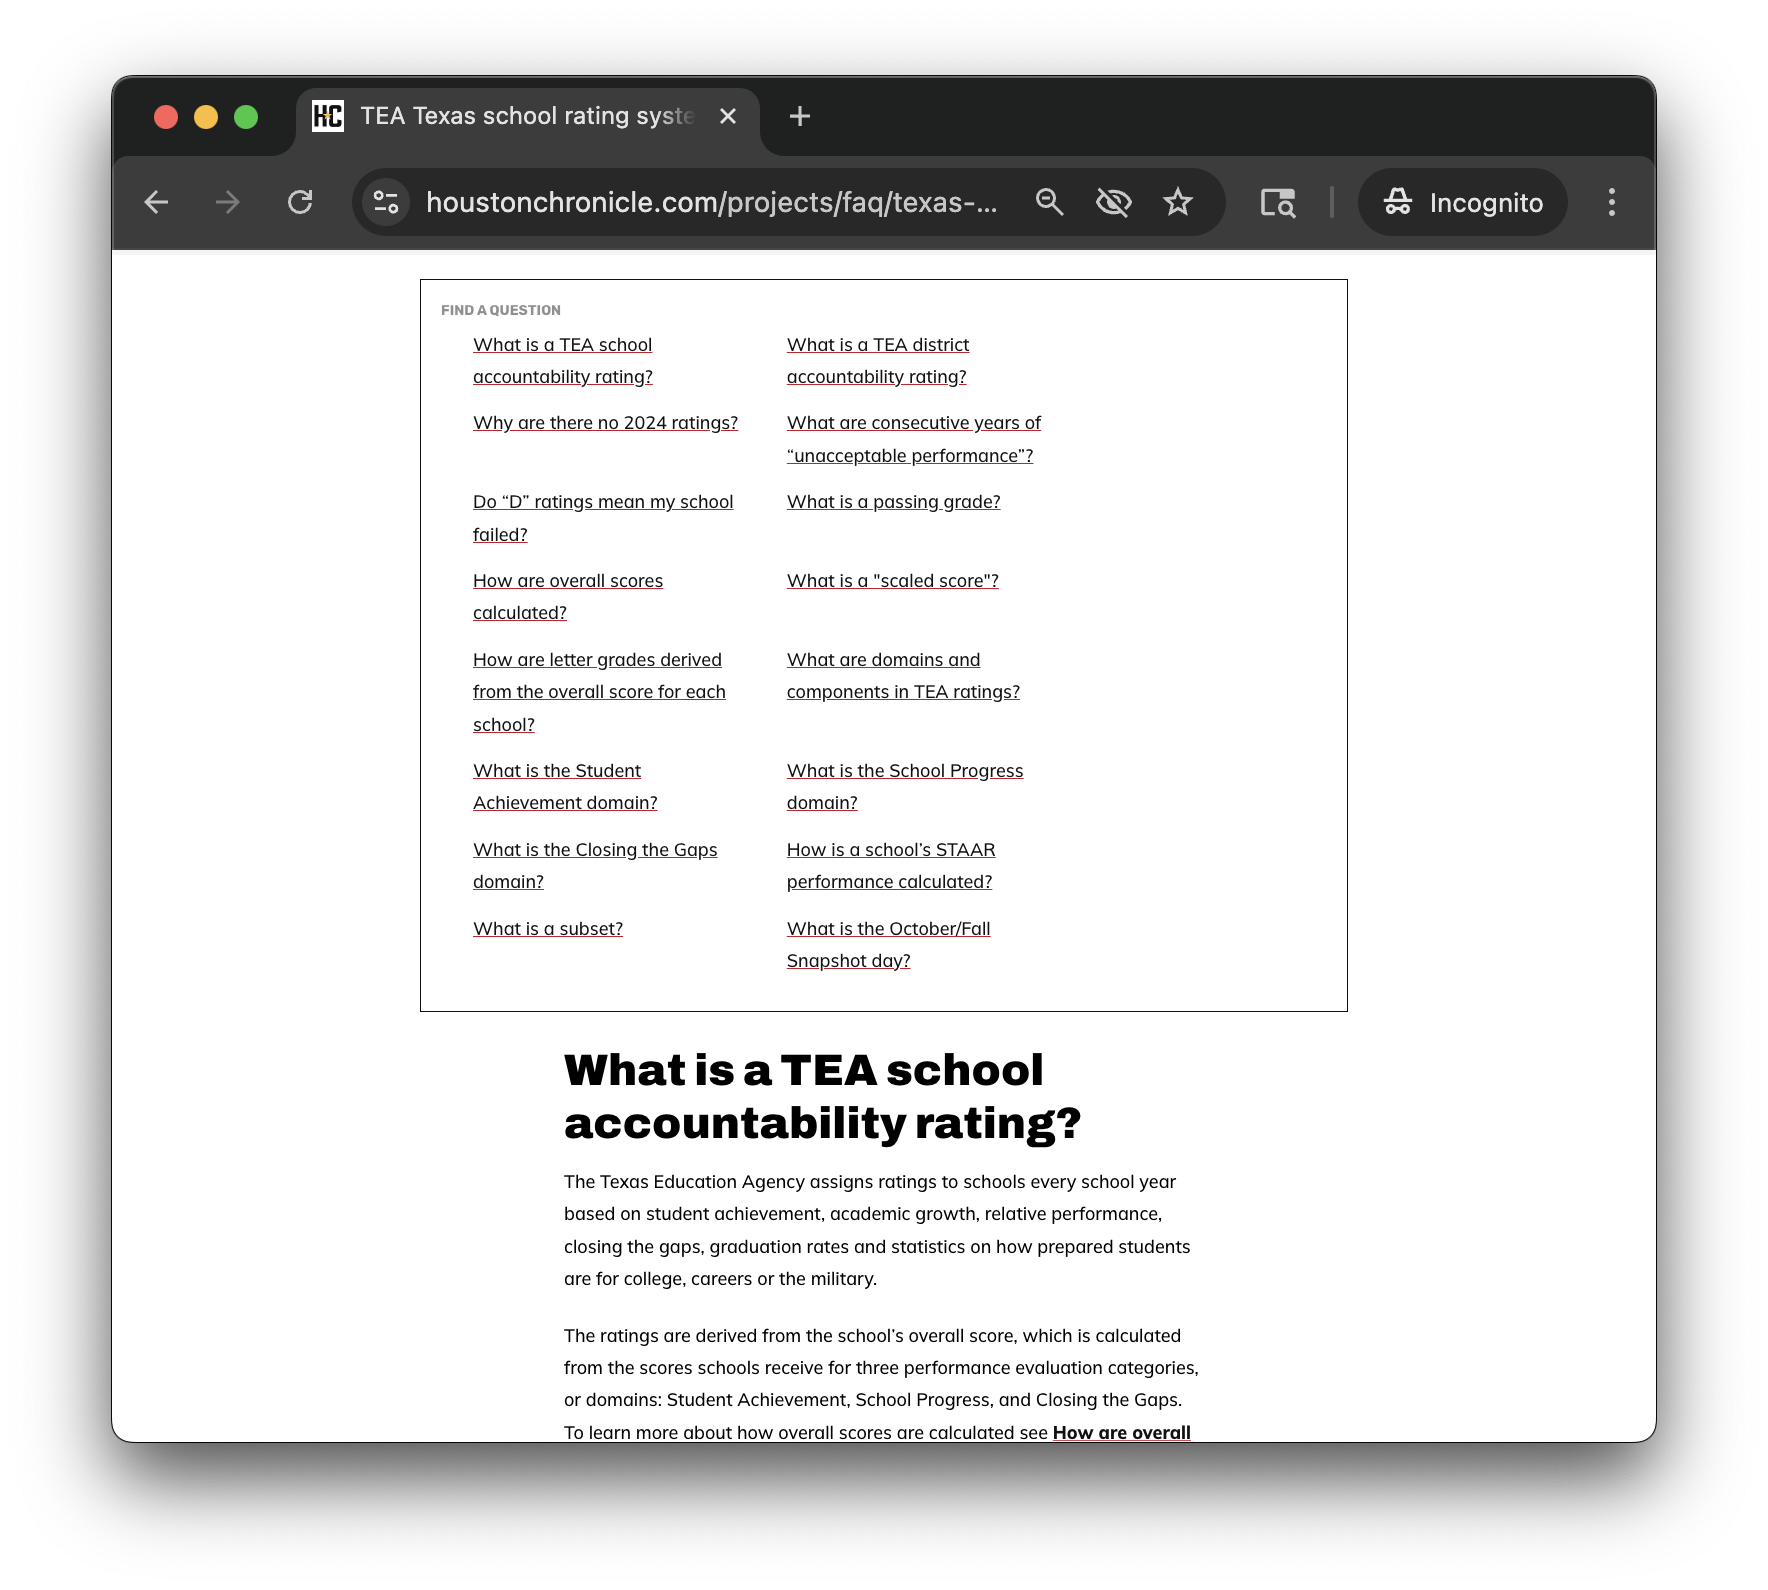 HC
TEA Texas school rating syste
houstonchronicle.com/projects/faq/texas-...
Incognito
FIND A QUESTION
What is a TEA school
accountability rating?
What is a TEA district
accountability rating?
Why are there no 2024 ratings?
What are consecutive years of
“unacceptable performance”?
Do “D” ratings mean my school
failed?
What is a passing grade?
How are overall scores
calculated?
What is a "scaled score"?
How are letter grades derived
from the overall score for each
school?
What are domains and
components in TEA ratings?
What is the Student
Achievement domain?
What is the School Progress
domain?
What is the Closing the Gaps
domain?
How is a school’s STAAR
performance calculated?
What is a subset?
What is the October/Fall
Snapshot day?
What is a TEA school
accountability rating?
The Texas Education Agency assigns ratings to schools every school year
based on student achievement, academic growth, relative performance,
closing the gaps, graduation rates and statistics on how prepared students
are for college, careers or the military.
The ratings are derived from the school’s overall score, which is calculated
from the scores schools receive for three performance evaluation categories,
or domains: Student Achievement, School Progress, and Closing the Gaps.
To learn more about how overall scores are calculated see How are overall